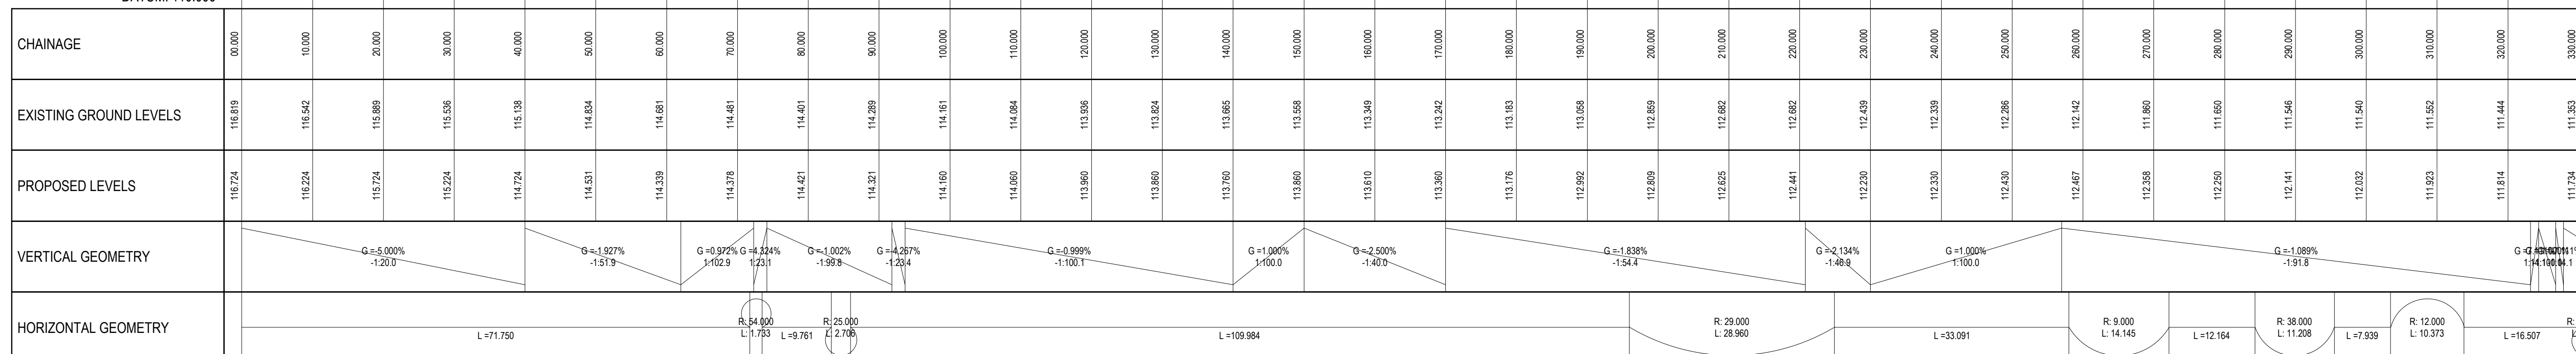 CHAINAGE
00.000 10.000 20.000 30.000 40.000 50.000 60.000 70.000 80.000 90.000 100.000 110.000 120.000 130.000 140.000 150.000 160.000 170.000 180.000 190.000 200.000 210.000 220.000 230.000 240.000 250.000 260.000 270.000 280.000 290.000 300.000 310.000 320.000 330.000
EXISTING GROUND LEVELS
116.819 116.542 115.889 115.536 115.138 114.834 114.681 114.481 114.401 114.289 114.161 114.084 113.936 113.824 113.665 113.558 113.349 113.242 113.183 113.058 112.859 112.682 112.682 112.439 112.339 112.286 112.142 111.860 111.650 111.546 111.540 111.552 111.444 111.353
PROPOSED LEVELS
116.724 116.224 115.724 115.224 114.724 114.531 114.339 114.378 114.421 114.321 114.160 114.060 113.960 113.860 113.760 113.860 113.610 113.360 113.176 112.992 112.809 112.625 112.441 112.230 112.330 112.430 112.467 112.358 112.250 112.141 112.032 111.923 111.814 111.734
VERTICAL GEOMETRY
G =-5.000% G =-1.927% G =0.972% G =4.324% G =-1.002% G =-4.267% G =-0.999% G =1.000% G =-2.500% G =-1.838% G =-2.134% G =1.000% G =-1.089%
-1:20.0 -1:51.9 1:102.9 1:23.1 -1:99.8 -1:23.4 -1:100.1 1:100.0 -1:40.0 -1:54.4 -1:46.9 1:100.0 -1:91.8
HORIZONTAL GEOMETRY
R: 54.000 R: 25.000 R: 29.000 R: 9.000 R: 38.000 R: 12.000 R:
L: 1.733 L: 2.706 L: 28.960 L: 14.145 L: 11.208 L: 10.373
L =71.750 L =9.761 L =109.984 L =33.091 L =12.164 L =7.939 L =16.507